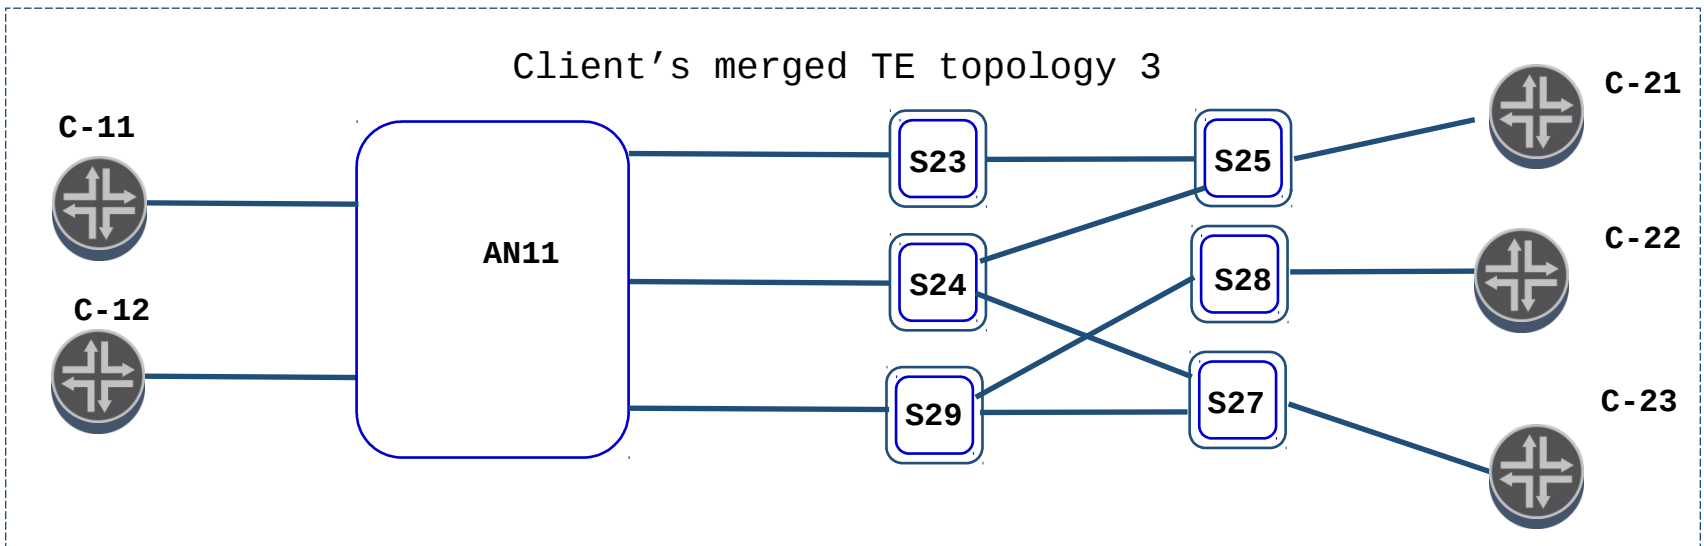 Client’s merged TE topology 3
C-21
C-11
S23
S25
C-22
AN11
S24
S28
C-12
S29
S27
C-23